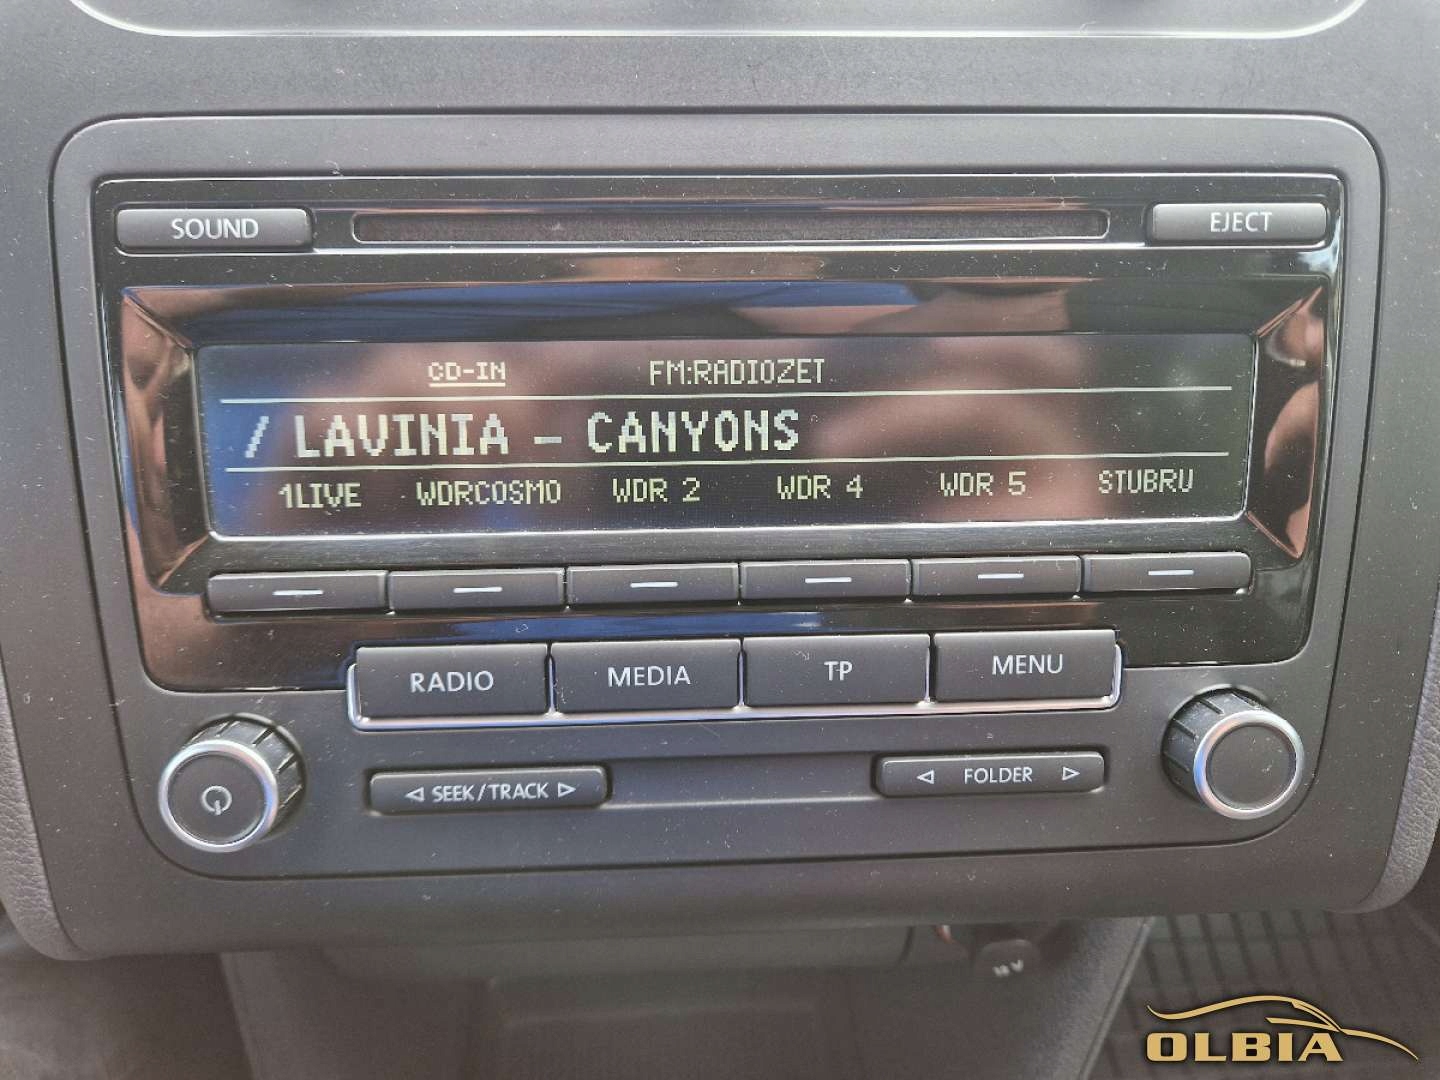 SOUND
EJECT
CD-IN FM:RADIOZET
/ LAVINIA - CANYONS
1LIVE WDRCOSMO WDR 2 WDR 4 WDR 5 STUBRU
RADIO MEDIA TP MENU
◁ SEEK/TRACK ▷
◁ FOLDER ▷
12 V
OLBIA